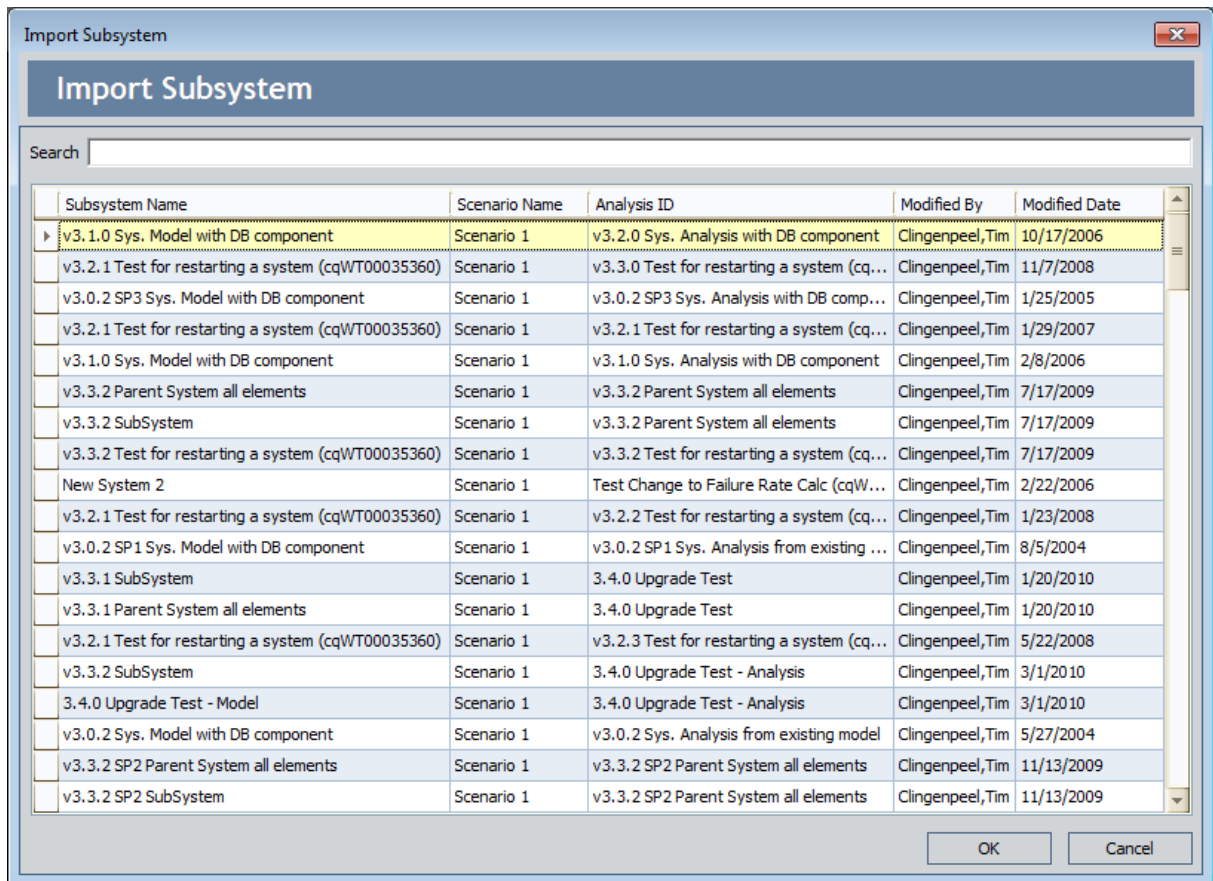 Import Subsystem
Import Subsystem
Search
Subsystem Name Scenario Name Analysis ID Modified By Modified Date
v3.1.0 Sys. Model with DB component Scenario 1 v3.2.0 Sys. Analysis with DB component Clingenpeel,Tim 10/17/2006
v3.2.1 Test for restarting a system (cqWT00035360) Scenario 1 v3.3.0 Test for restarting a system (cq... Clingenpeel,Tim 11/7/2008
v3.0.2 SP3 Sys. Model with DB component Scenario 1 v3.0.2 SP3 Sys. Analysis with DB comp... Clingenpeel,Tim 1/25/2005
v3.2.1 Test for restarting a system (cqWT00035360) Scenario 1 v3.2.1 Test for restarting a system (cq... Clingenpeel,Tim 1/29/2007
v3.1.0 Sys. Model with DB component Scenario 1 v3.1.0 Sys. Analysis with DB component Clingenpeel,Tim 2/8/2006
v3.3.2 Parent System all elements Scenario 1 v3.3.2 Parent System all elements Clingenpeel,Tim 7/17/2009
v3.3.2 SubSystem Scenario 1 v3.3.2 Parent System all elements Clingenpeel,Tim 7/17/2009
v3.3.2 Test for restarting a system (cqWT00035360) Scenario 1 v3.3.2 Test for restarting a system (cq... Clingenpeel,Tim 7/17/2009
New System 2 Scenario 1 Test Change to Failure Rate Calc (cqW... Clingenpeel,Tim 2/22/2006
v3.2.1 Test for restarting a system (cqWT00035360) Scenario 1 v3.2.2 Test for restarting a system (cq... Clingenpeel,Tim 1/23/2008
v3.0.2 SP1 Sys. Model with DB component Scenario 1 v3.0.2 SP1 Sys. Analysis from existing ... Clingenpeel,Tim 8/5/2004
v3.3.1 SubSystem Scenario 1 3.4.0 Upgrade Test Clingenpeel,Tim 1/20/2010
v3.3.1 Parent System all elements Scenario 1 3.4.0 Upgrade Test Clingenpeel,Tim 1/20/2010
v3.2.1 Test for restarting a system (cqWT00035360) Scenario 1 v3.2.3 Test for restarting a system (cq... Clingenpeel,Tim 5/22/2008
v3.3.2 SubSystem Scenario 1 3.4.0 Upgrade Test - Analysis Clingenpeel,Tim 3/1/2010
3.4.0 Upgrade Test - Model Scenario 1 3.4.0 Upgrade Test - Analysis Clingenpeel,Tim 3/1/2010
v3.0.2 Sys. Model with DB component Scenario 1 v3.0.2 Sys. Analysis from existing model Clingenpeel,Tim 5/27/2004
v3.3.2 SP2 Parent System all elements Scenario 1 v3.3.2 SP2 Parent System all elements Clingenpeel,Tim 11/13/2009
v3.3.2 SP2 SubSystem Scenario 1 v3.3.2 SP2 Parent System all elements Clingenpeel,Tim 11/13/2009
OK Cancel